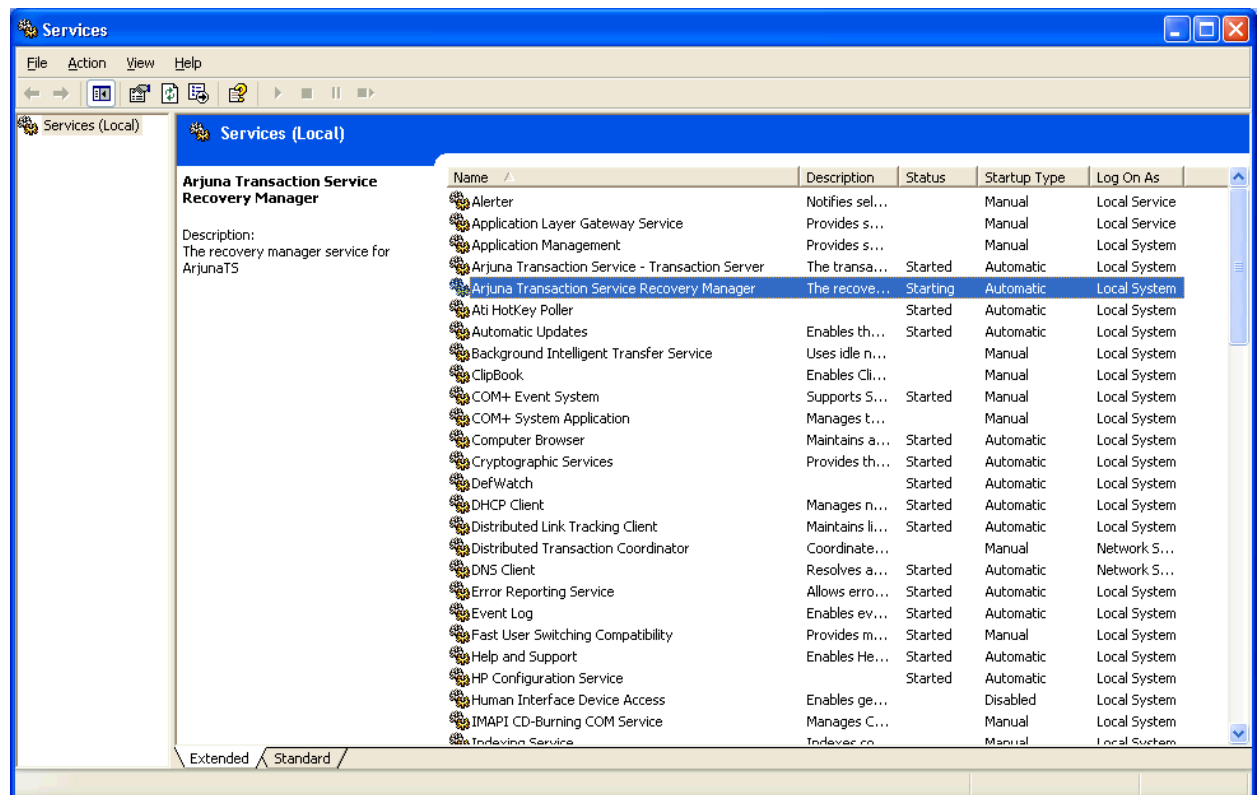 Services
File Action View Help
Services (Local)
Services (Local)
Arjuna Transaction Service
Recovery Manager
Description:
The recovery manager service for
ArjunaTS
Name Description Status Startup Type Log On As
Alerter Notifies sel... Manual Local Service
Application Layer Gateway Service Provides s... Manual Local Service
Application Management Provides s... Manual Local System
Arjuna Transaction Service - Transaction Server The transa... Started Automatic Local System
Arjuna Transaction Service Recovery Manager The recove... Starting Automatic Local System
Ati HotKey Poller Started Automatic Local System
Automatic Updates Enables th... Started Automatic Local System
Background Intelligent Transfer Service Uses idle n... Manual Local System
ClipBook Enables Cli... Manual Local System
COM+ Event System Supports S... Started Manual Local System
COM+ System Application Manages t... Manual Local System
Computer Browser Maintains a... Started Automatic Local System
Cryptographic Services Provides th... Started Automatic Local System
DefWatch Started Automatic Local System
DHCP Client Manages n... Started Automatic Local System
Distributed Link Tracking Client Maintains li... Started Automatic Local System
Distributed Transaction Coordinator Coordinate... Manual Network S...
DNS Client Resolves a... Started Automatic Network S...
Error Reporting Service Allows erro... Started Automatic Local System
Event Log Enables ev... Started Automatic Local System
Fast User Switching Compatibility Provides m... Started Manual Local System
Help and Support Enables He... Started Automatic Local System
HP Configuration Service Started Automatic Local System
Human Interface Device Access Enables ge... Disabled Local System
IMAPI CD-Burning COM Service Manages C... Manual Local System
Indexing Service Indexes co... Manual Local System
Extended Standard